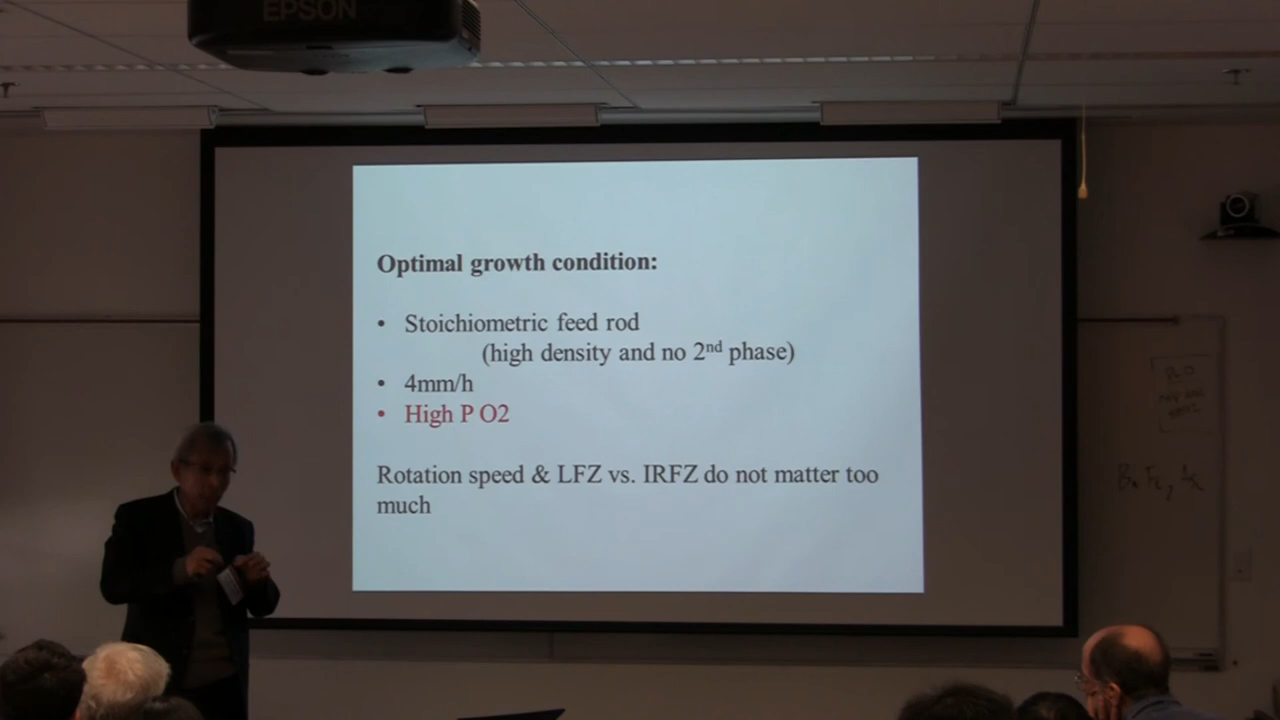 EPSON
Optimal growth condition:
• Stoichiometric feed rod
(high density and no 2nd phase)
• 4mm/h
• High P O2
Rotation speed & LFZ vs. IRFZ do not matter too
much